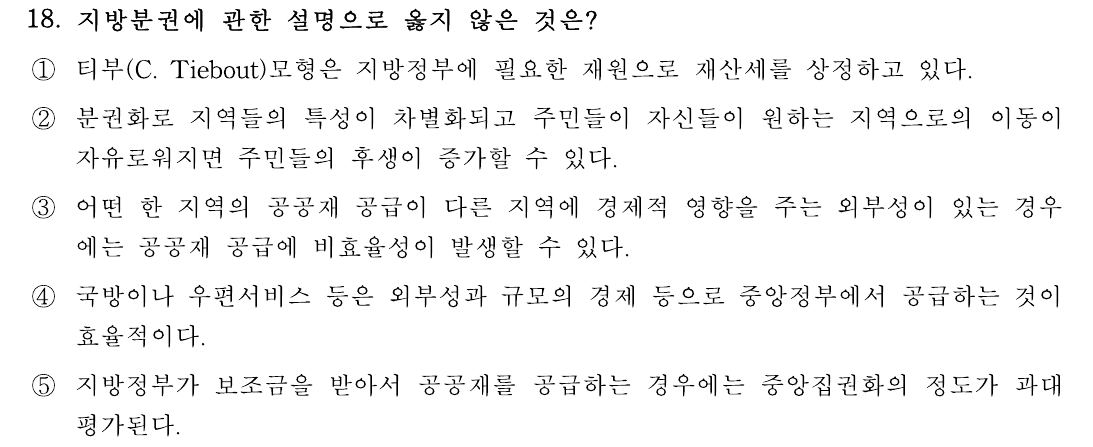 18. 지방분권에 관한 설명으로 옳지 않은 것은?
① 티부(C. Tiebout)모형은 지방정부에 필요한 재원으로 재산세를 상정하고 있다.
② 분권화로 지역들의 특성이 차별화되고 주민들이 자신들이 원하는 지역으로의 이동이
자유로워지면 주민들의 후생이 증가할 수 있다.
③ 어떤 한 지역의 공공재 공급이 다른 지역에 경제적 영향을 주는 외부성이 있는 경우
에는 공공재 공급에 비효율성이 발생할 수 있다.
④ 국방이나 우편서비스 등은 외부성과 규모의 경제 등으로 중앙정부에서 공급하는 것이
효율적이다.
⑤ 지방정부가 보조금을 받아서 공공재를 공급하는 경우에는 중앙집권화의 정도가 과대
평가된다.